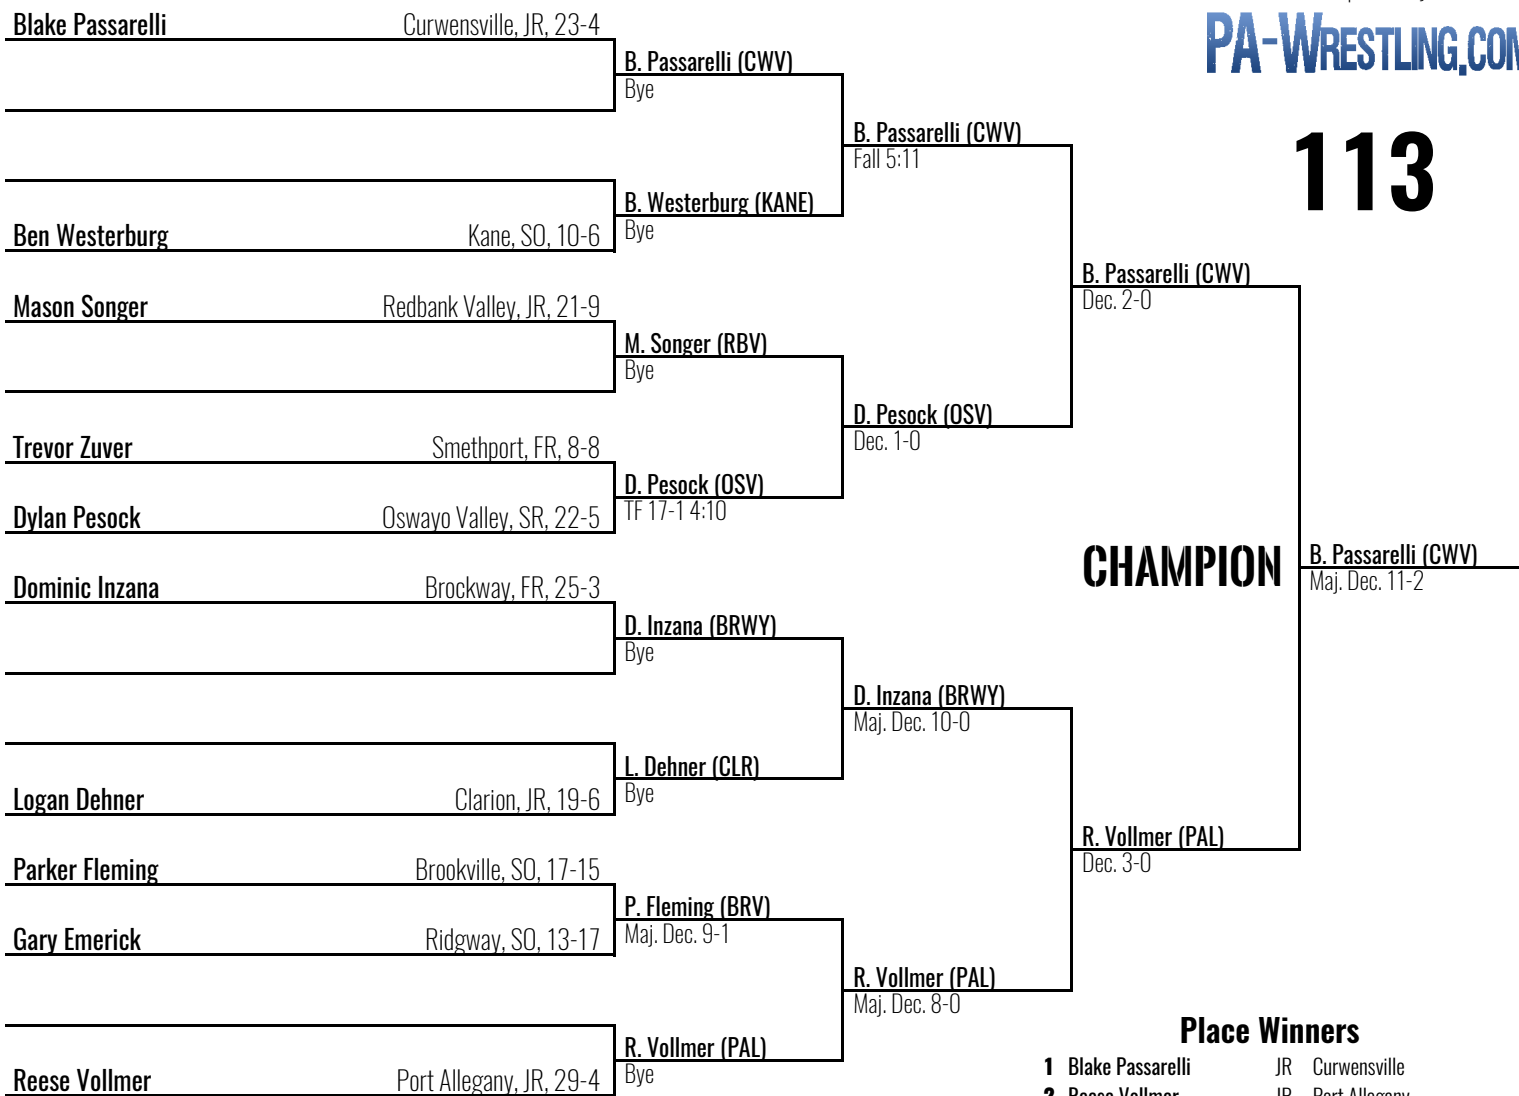 Blake Passarelli Curwensville, JR, 23-4
B. Passarelli (CWV)
Bye
PA-WRESTLING.COM
113
B. Passarelli (CWV)
Fall 5:11
B. Westerburg (KANE)
Bye
Ben Westerburg Kane, SO, 10-6
B. Passarelli (CWV)
Dec. 2-0
Mason Songer Redbank Valley, JR, 21-9
M. Songer (RBV)
Bye
D. Pesock (OSV)
Dec. 1-0
Trevor Zuver Smethport, FR, 8-8
D. Pesock (OSV)
TF 17-1 4:10
Dylan Pesock Oswayo Valley, SR, 22-5
CHAMPION
B. Passarelli (CWV)
Maj. Dec. 11-2
Dominic Inzana Brockway, FR, 25-3
D. Inzana (BRWY)
Bye
D. Inzana (BRWY)
Maj. Dec. 10-0
L. Dehner (CLR)
Bye
Logan Dehner Clarion, JR, 19-6
R. Vollmer (PAL)
Dec. 3-0
Parker Fleming Brookville, SO, 17-15
P. Fleming (BRV)
Maj. Dec. 9-1
Gary Emerick Ridgway, SO, 13-17
R. Vollmer (PAL)
Maj. Dec. 8-0
R. Vollmer (PAL)
Bye
Reese Vollmer Port Allegany, JR, 29-4
Place Winners
1 Blake Passarelli JR Curwensville
2 Reese Vollmer JR Port Allegany